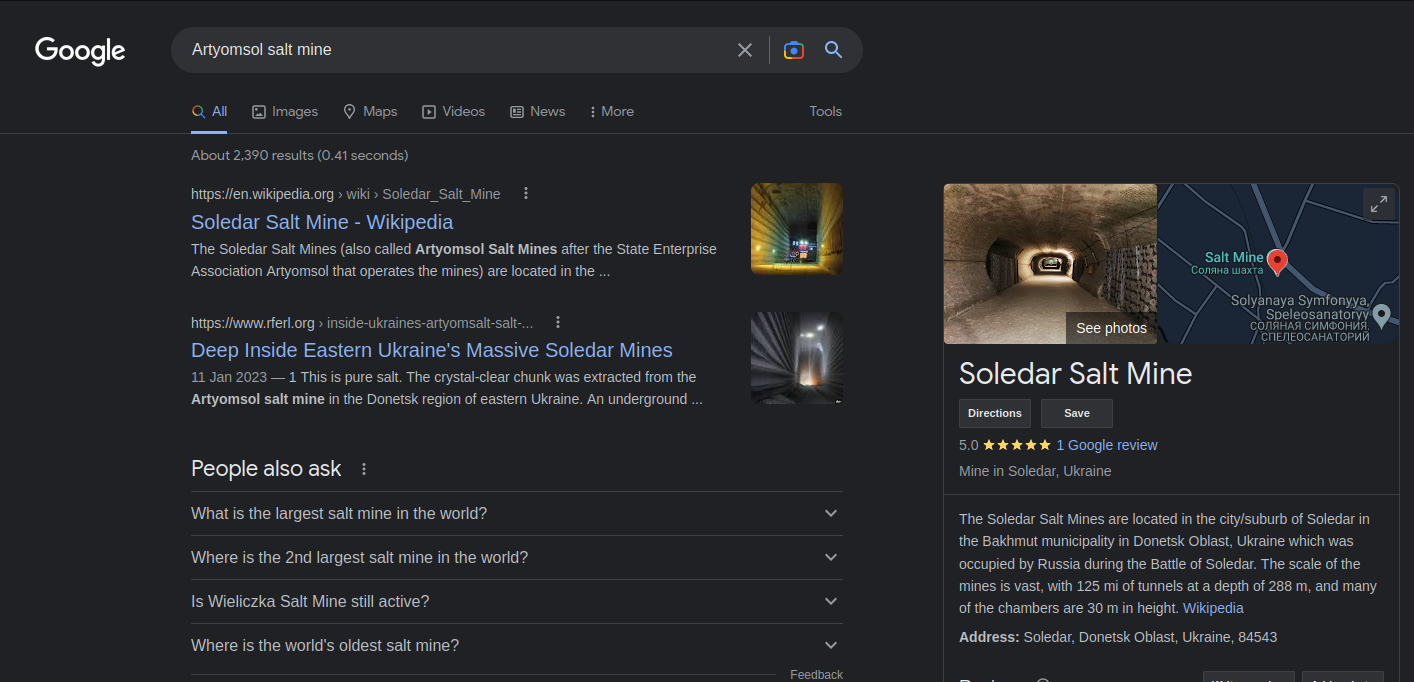 Google
Artyomsol salt mine
All
Images
Maps
Videos
News
More
Tools
About 2,390 results (0.41 seconds)
https://en.wikipedia.org › wiki › Soledar_Salt_Mine
Soledar Salt Mine - Wikipedia
The Soledar Salt Mines (also called Artyomsol Salt Mines after the State Enterprise
Association Artyomsol that operates the mines) are located in the ...
https://www.rferl.org › inside-ukraines-artyomsalt-salt-...
Deep Inside Eastern Ukraine's Massive Soledar Mines
11 Jan 2023 — 1 This is pure salt. The crystal-clear chunk was extracted from the
Artyomsol salt mine in the Donetsk region of eastern Ukraine. An underground ...
People also ask
What is the largest salt mine in the world?
Where is the 2nd largest salt mine in the world?
Is Wieliczka Salt Mine still active?
Where is the world's oldest salt mine?
Feedback
See photos
Salt Mine
Соляна шахта
Solyanaya Symfonyya,
Speleosanatoryy
СОЛЯНАЯ СИМФОНИЯ,
СПЕЛЕОСАНАТОРИЙ
Soledar Salt Mine
Directions
Save
5.0
1 Google review
Mine in Soledar, Ukraine
The Soledar Salt Mines are located in the city/suburb of Soledar in
the Bakhmut municipality in Donetsk Oblast, Ukraine which was
occupied by Russia during the Battle of Soledar. The scale of the
mines is vast, with 125 mi of tunnels at a depth of 288 m, and many
of the chambers are 30 m in height. Wikipedia
Address: Soledar, Donetsk Oblast, Ukraine, 84543